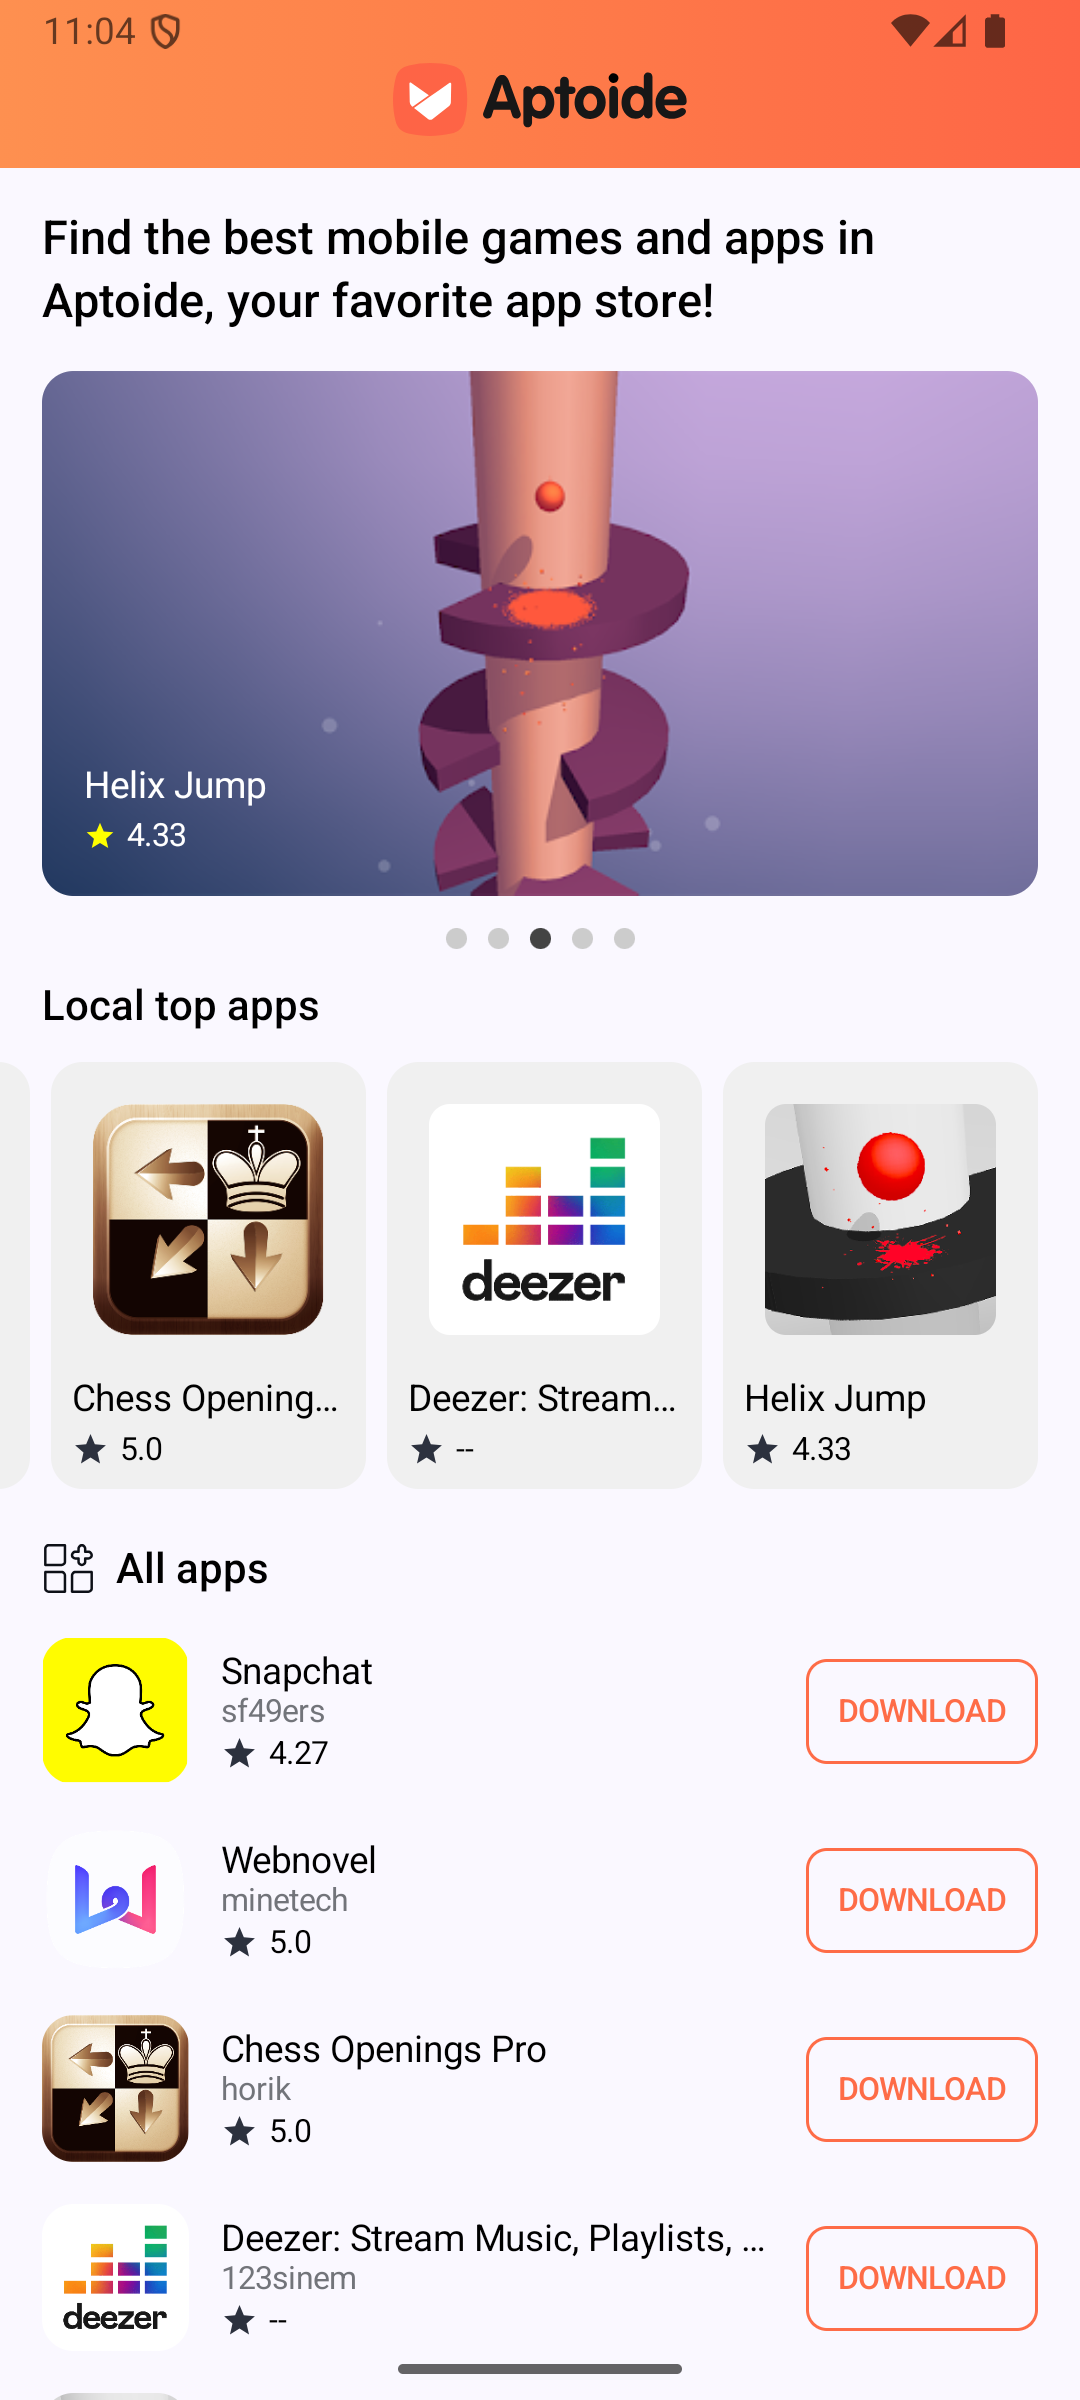 11:04
Aptoide
Find the best mobile games and apps in
Aptoide, your favorite app store!
Helix Jump
4.33
Local top apps
deezer
Chess Opening...
Deezer: Stream...
Helix Jump
5.0
--
4.33
All apps
Snapchat
sf49ers
4.27
DOWNLOAD
Webnovel
minetech
5.0
DOWNLOAD
Chess Openings Pro
horik
5.0
DOWNLOAD
deezer
Deezer: Stream Music, Playlists, ...
123sinem
--
DOWNLOAD